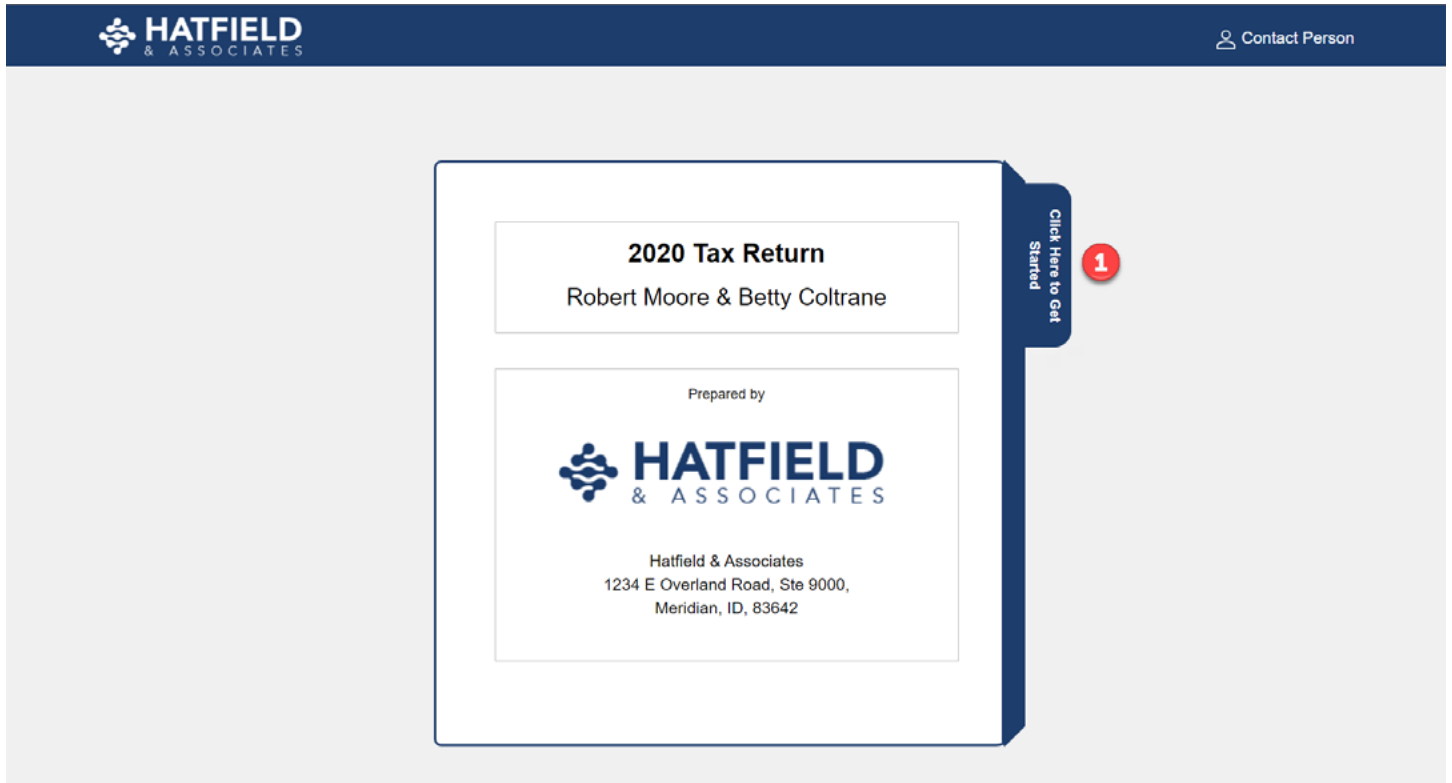 HATFIELD
& ASSOCIATES
Contact Person
2020 Tax Return
Robert Moore & Betty Coltrane
Click Here to Get
Started
1
Prepared by
HATFIELD
& ASSOCIATES
Hatfield & Associates
1234 E Overland Road, Ste 9000,
Meridian, ID, 83642